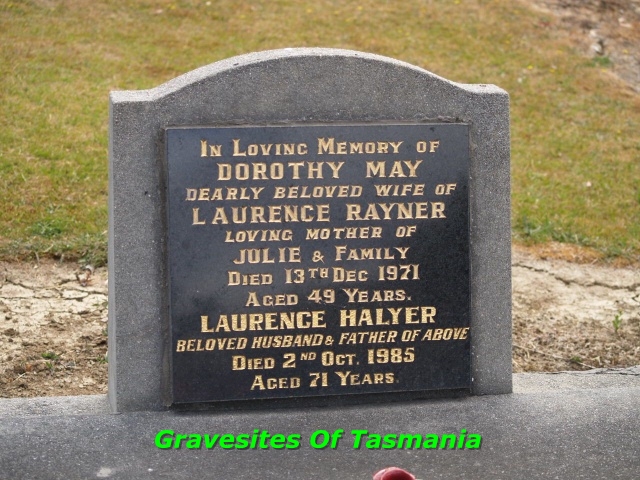 In Loving Memory of
DOROTHY MAY
DEARLY BELOVED WIFE OF
LAURENCE RAYNER
LOVING MOTHER OF
JULIE & FAMILY
Died 13TH Dec 1971
Aged 49 Years.
LAURENCE HALYER
BELOVED HUSBAND & FATHER OF ABOVE
Died 2ND Oct. 1985
Aged 71 Years.
Gravesites Of Tasmania